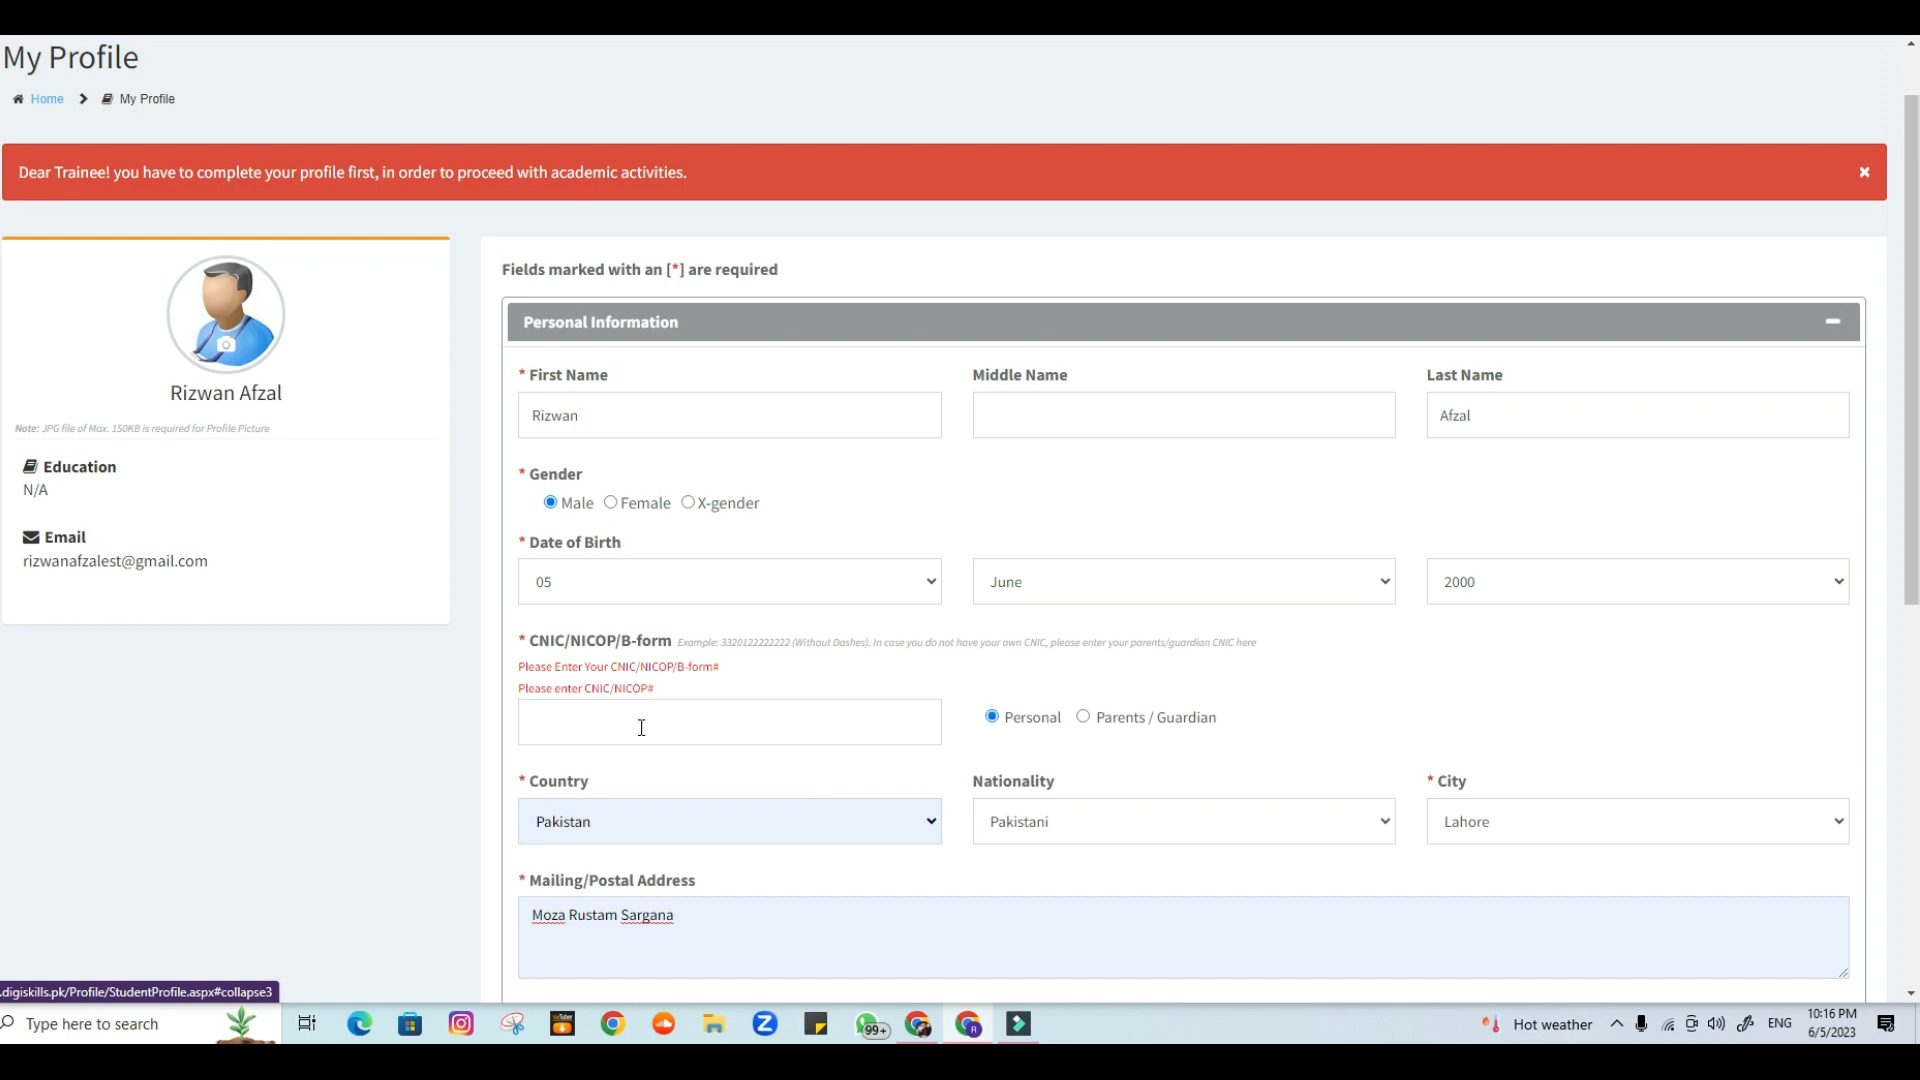 My Profile
Home My Profile
Dear Trainee! you have to complete your profile first, in order to proceed with academic activities.
Rizwan Afzal
Note: JPG file of Max. 150KB is required for Profile Picture
Education
N/A
Email
rizwanafzalest@gmail.com
Fields marked with an [*] are required
Personal Information
* First Name Middle Name Last Name
Rizwan Afzal
* Gender
Male Female X-gender
* Date of Birth
05 June 2000
* CNIC/NICOP/B-form Example: 3320122222222 (Without Dashes). In case you do not have your own CNIC, please enter your parents/guardian CNIC here
Please Enter Your CNIC/NICOP/B-form#
Please enter CNIC/NICOP#
Personal Parents / Guardian
* Country Nationality * City
Pakistan Pakistani Lahore
* Mailing/Postal Address
Moza Rustam Sargana
.digiskills.pk/Profile/StudentProfile.aspx#collapse3
Type here to search
99+
R
Hot weather
ENG
10:16 PM
6/5/2023